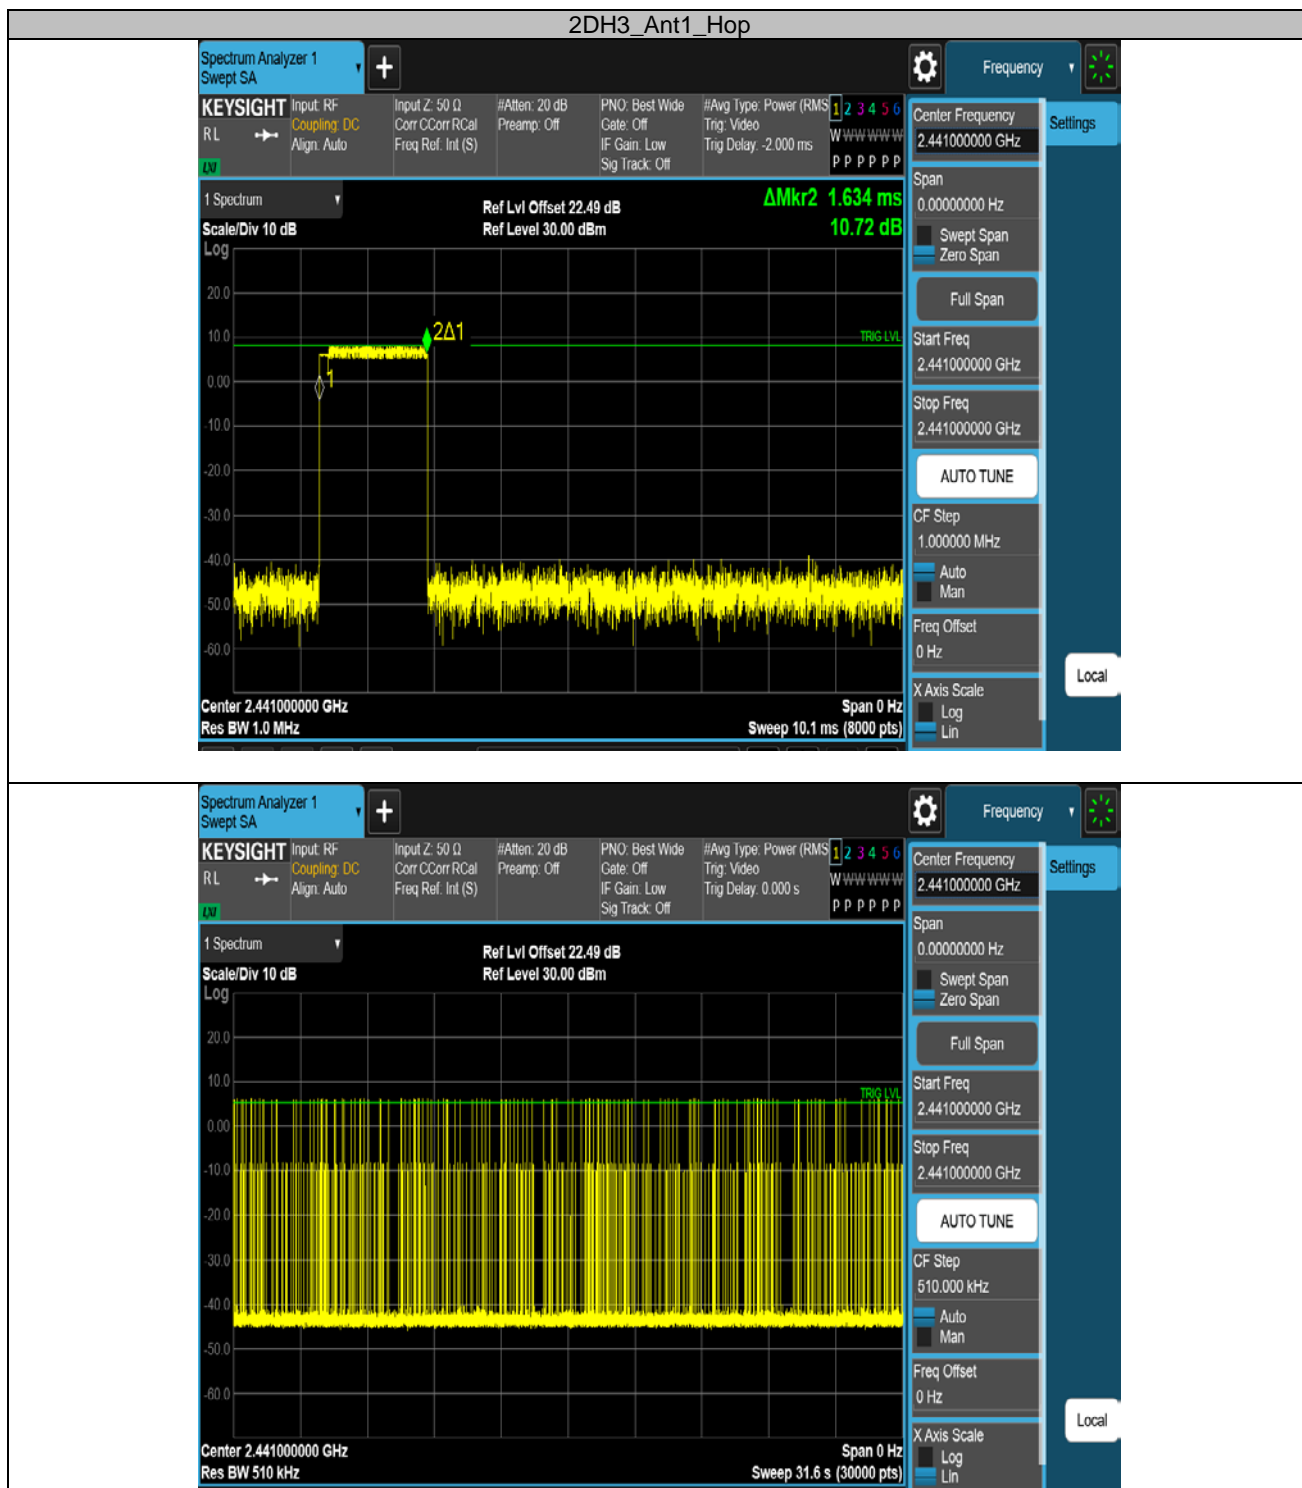 2DH3_Ant1_Hop
Spectrum Analyzer 1
Swept SA
+
Frequency
KEYSIGHT
RL
LXI
Input: RF
Coupling: DC
Align: Auto
Input Z: 50 Ω
Corr CCorr RCal
Freq Ref: Int (S)
#Atten: 20 dB
Preamp: Off
PNO: Best Wide
Gate: Off
IF Gain: Low
Sig Track: Off
#Avg Type: Power (RMS
Trig: Video
Trig Delay: -2.000 ms
1 2 3 4 5 6
W W W W W W
P P P P P P
Center Frequency
2.441000000 GHz
Settings
1 Spectrum
Scale/Div 10 dB
Log
Ref Lvl Offset 22.49 dB
Ref Level 30.00 dBm
ΔMkr2 1.634 ms
10.72 dB
Span
0.00000000 Hz
Swept Span
Zero Span
Full Span
20.0
10.0
0.00
-10.0
-20.0
-30.0
-40.0
-50.0
-60.0
2Δ1
1
TRIG LVL
Start Freq
2.441000000 GHz
Stop Freq
2.441000000 GHz
AUTO TUNE
CF Step
1.000000 MHz
Auto
Man
Freq Offset
0 Hz
X Axis Scale
Log
Lin
Local
Center 2.441000000 GHz
Res BW 1.0 MHz
Span 0 Hz
Sweep 10.1 ms (8000 pts)
Spectrum Analyzer 1
Swept SA
+
Frequency
KEYSIGHT
RL
LXI
Input: RF
Coupling: DC
Align: Auto
Input Z: 50 Ω
Corr CCorr RCal
Freq Ref: Int (S)
#Atten: 20 dB
Preamp: Off
PNO: Best Wide
Gate: Off
IF Gain: Low
Sig Track: Off
#Avg Type: Power (RMS
Trig: Video
Trig Delay: 0.000 s
1 2 3 4 5 6
W W W W W W
P P P P P P
Center Frequency
2.441000000 GHz
Settings
1 Spectrum
Scale/Div 10 dB
Log
Ref Lvl Offset 22.49 dB
Ref Level 30.00 dBm
Span
0.00000000 Hz
Swept Span
Zero Span
Full Span
20.0
10.0
0.00
-10.0
-20.0
-30.0
-40.0
-50.0
-60.0
TRIG LVL
Start Freq
2.441000000 GHz
Stop Freq
2.441000000 GHz
AUTO TUNE
CF Step
510.000 kHz
Auto
Man
Freq Offset
0 Hz
X Axis Scale
Log
Lin
Local
Center 2.441000000 GHz
Res BW 510 kHz
Span 0 Hz
Sweep 31.6 s (30000 pts)